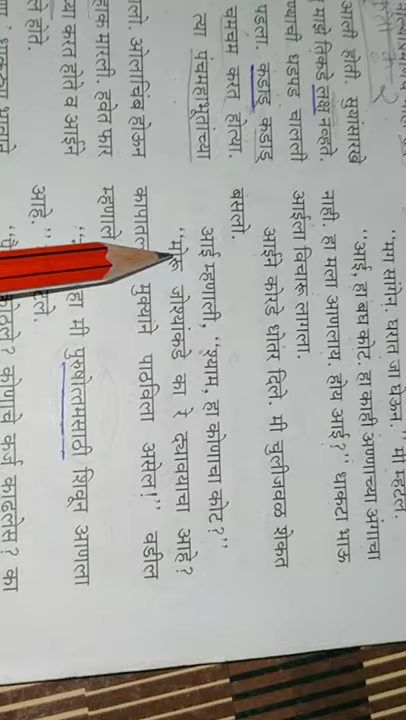 आली होती
तिकडे लक्ष नव्हते.
धडपड चालली
पडला. कडाड कडाड
चमचम करत होत्या.
त्या पंचमहाभूतांच्या
ओलाचिंब होऊन
हाक मारली. हवेत फार
करत होते व आईने
होते.
"मग सांगेन. घरात जा घेऊन." मी म्हटले.
"आई, हा बघ कोट. हा काही अण्णाच्या अंगाचा
नाही. हा मला आणलाय. होय आई?" धाकटा भाऊ
आईला विचारू लागला.
आईने कोरडे धोतर दिले. मी चुलीजवळ शेकत
बसलो.
आई म्हणाली, "श्याम, हा कोणाचा कोट?"
जोश्यांकडे का रे द्यावयाचा आहे?
मुक्याने पाठविला असेल!" वडील
म्हणाले
हा मी पुरुषोत्तमसाठी शिवून आणला
आहे."
कोठले? कोणाचे कर्ज काढलेस? का